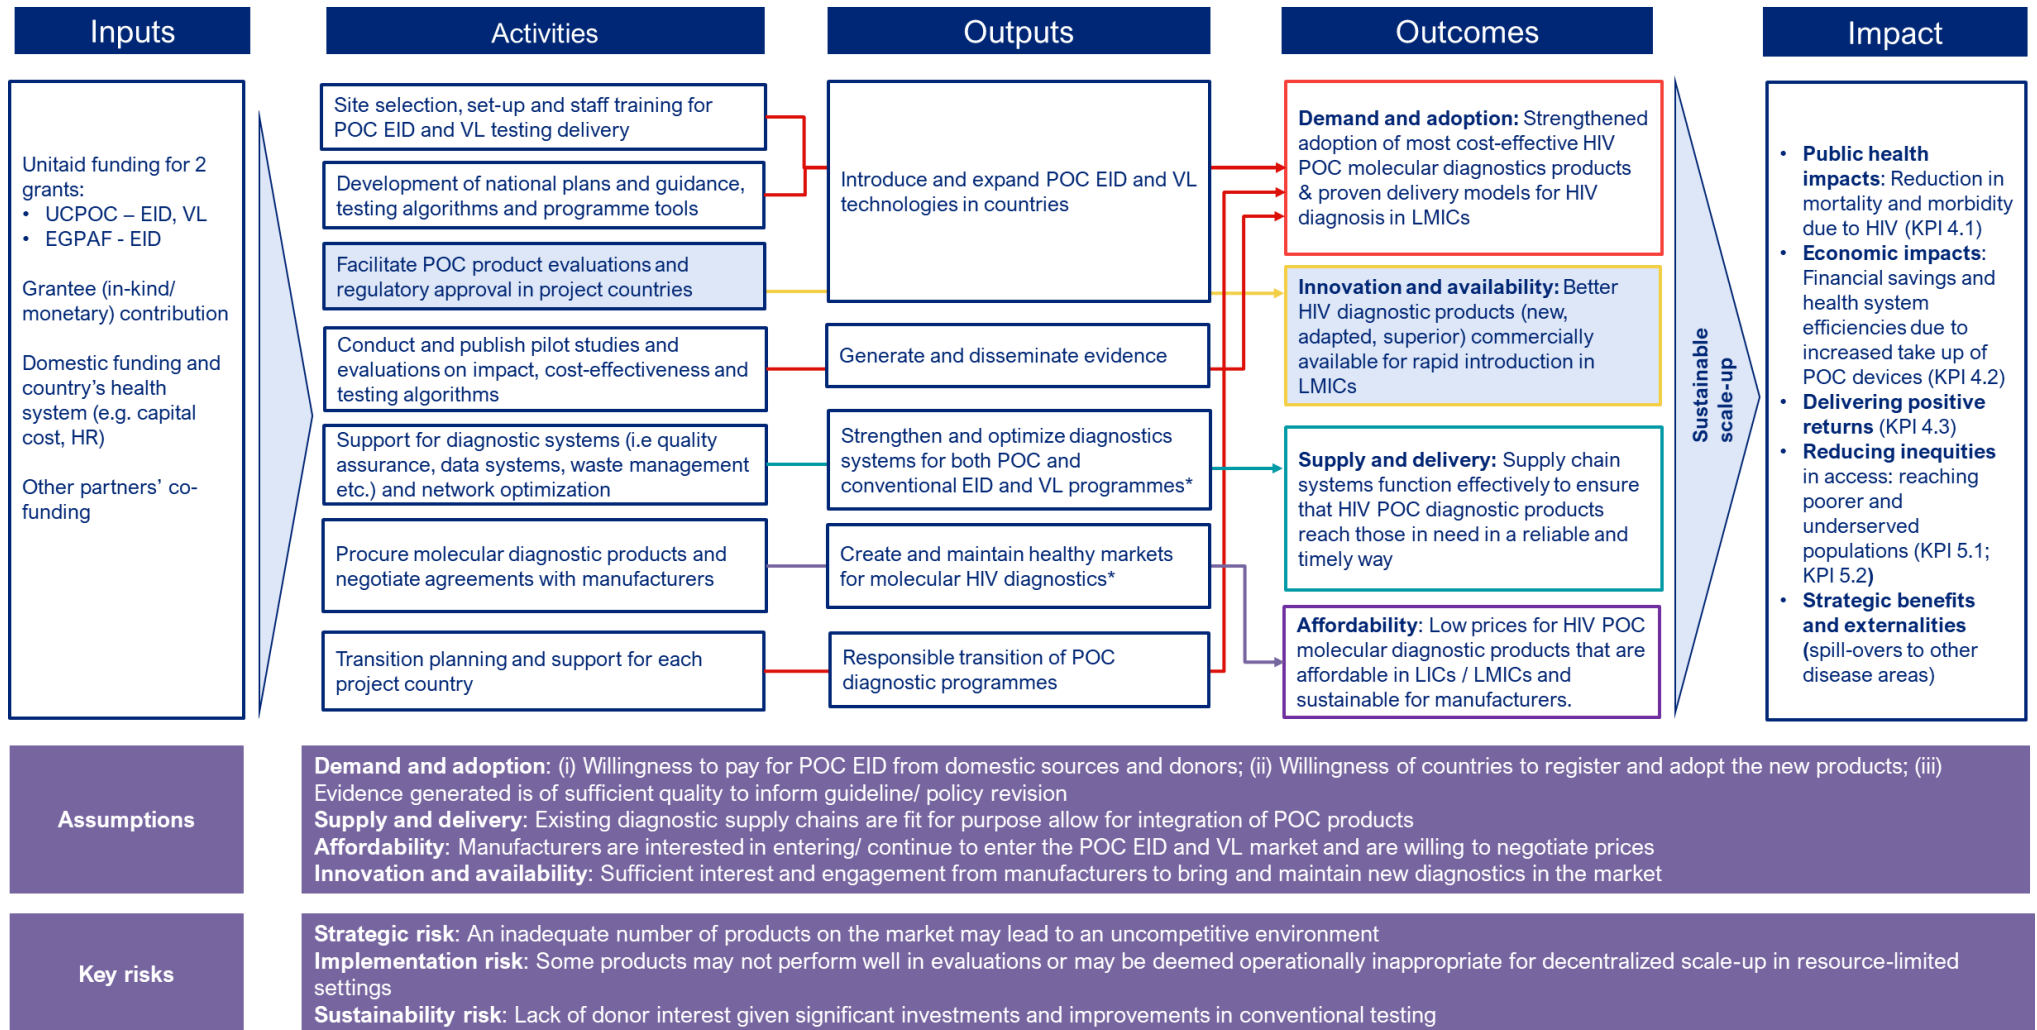 Inputs
Activities
Outputs
Outcomes
Impact
Unitaid funding for 2
grants:
• UCPOC – EID, VL
• EGPAF - EID
Grantee (in-kind/
monetary) contribution
Domestic funding and
country's health
system (e.g. capital
cost, HR)
Other partners' co-
funding
Site selection, set-up and staff training for
POC EID and VL testing delivery
Development of national plans and guidance,
testing algorithms and programme tools
Facilitate POC product evaluations and
regulatory approval in project countries
Conduct and publish pilot studies and
evaluations on impact, cost-effectiveness and
testing algorithms
Support for diagnostic systems (i.e quality
assurance, data systems, waste management
etc.) and network optimization
Procure molecular diagnostic products and
negotiate agreements with manufacturers
Transition planning and support for each
project country
Introduce and expand POC EID and VL
technologies in countries
Generate and disseminate evidence
Strengthen and optimize diagnostics
systems for both POC and
conventional EID and VL programmes*
Create and maintain healthy markets
for molecular HIV diagnostics*
Responsible transition of POC
diagnostic programmes
Demand and adoption: Strengthened
adoption of most cost-effective HIV
POC molecular diagnostics products
& proven delivery models for HIV
diagnosis in LMICs
Innovation and availability: Better
HIV diagnostic products (new,
adapted, superior) commercially
available for rapid introduction in
LMICs
Supply and delivery: Supply chain
systems function effectively to ensure
that HIV POC diagnostic products
reach those in need in a reliable and
timely way
Affordability: Low prices for HIV POC
molecular diagnostic products that are
affordable in LICs / LMICs and
sustainable for manufacturers.
Sustainable
scale-up
• Public health
impacts: Reduction in
mortality and morbidity
due to HIV (KPI 4.1)
• Economic impacts:
Financial savings and
health system
efficiencies due to
increased take up of
POC devices (KPI 4.2)
• Delivering positive
returns (KPI 4.3)
• Reducing inequities
in access: reaching
poorer and
underserved
populations (KPI 5.1;
KPI 5.2)
• Strategic benefits
and externalities
(spill-overs to other
disease areas)
Assumptions
Demand and adoption: (i) Willingness to pay for POC EID from domestic sources and donors; (ii) Willingness of countries to register and adopt the new products; (iii)
Evidence generated is of sufficient quality to inform guideline/ policy revision
Supply and delivery: Existing diagnostic supply chains are fit for purpose allow for integration of POC products
Affordability: Manufacturers are interested in entering/ continue to enter the POC EID and VL market and are willing to negotiate prices
Innovation and availability: Sufficient interest and engagement from manufacturers to bring and maintain new diagnostics in the market
Key risks
Strategic risk: An inadequate number of products on the market may lead to an uncompetitive environment
Implementation risk: Some products may not perform well in evaluations or may be deemed operationally inappropriate for decentralized scale-up in resource-limited
settings
Sustainability risk: Lack of donor interest given significant investments and improvements in conventional testing